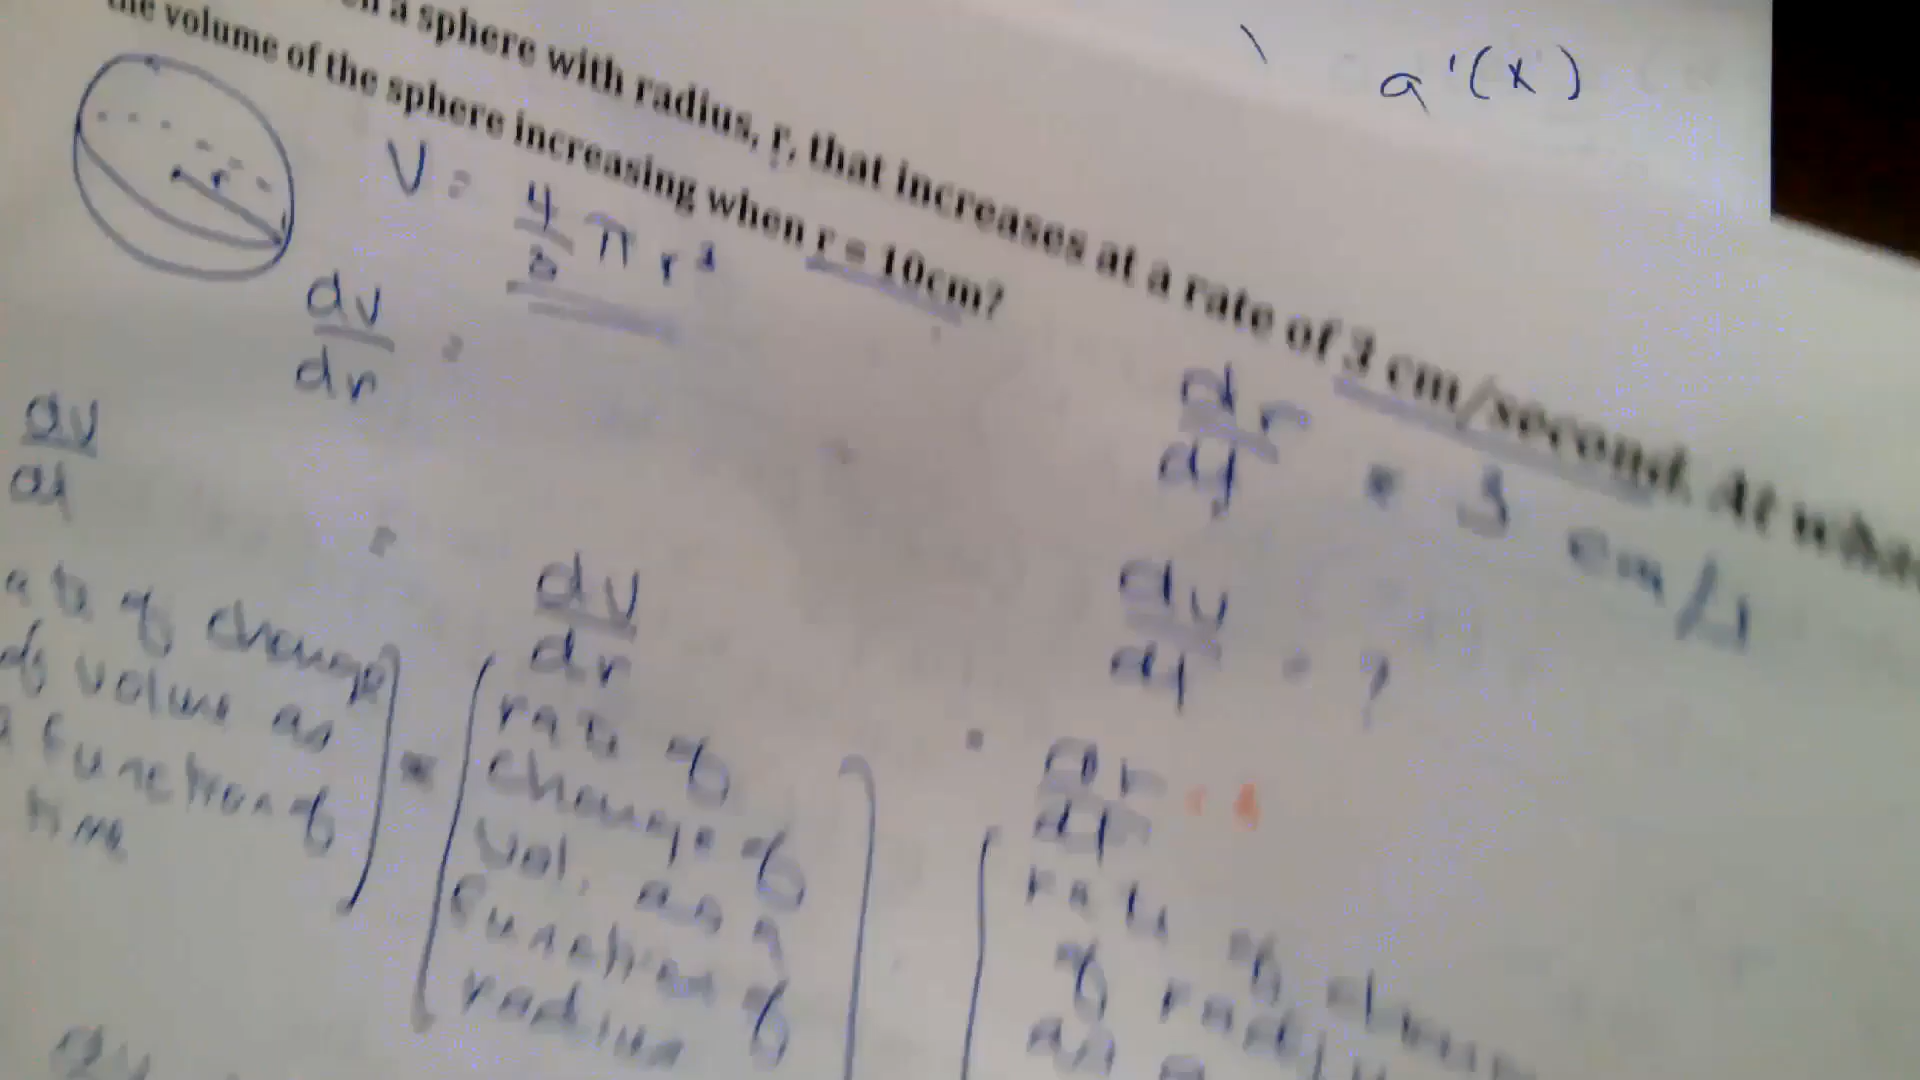 a'(x)
a sphere with radius, r, that increases at a rate of 3 cm/second. At
the volume of the sphere increasing when r = 10cm?
r
V = 4/3 π r³
dv/dr =
dr/dt = 3 cm/s
dv/dt = ?
dv/dt = dv/dr · dr/dt
rate of change of volume as a function of time
=
rate of change of vol. as a function of radius
rate of
of radius
as a
dv